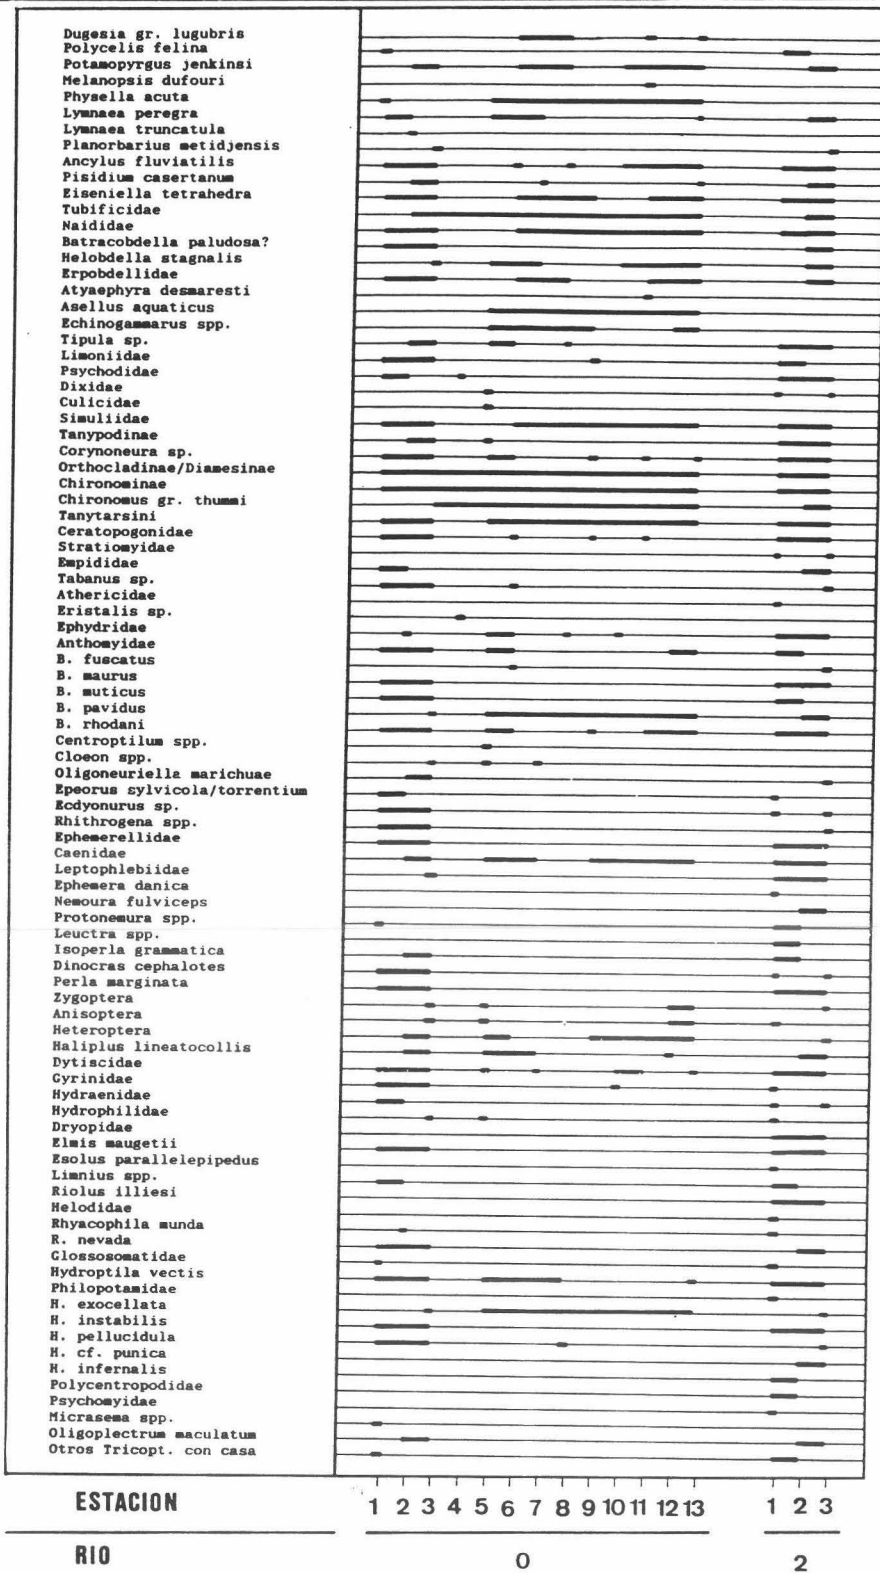 Dugesia gr. lugubris
Polycelis felina
Potamopyrgus jenkinsi
Melanopsis dufouri
Physella acuta
Lymnaea peregra
Lymnaea truncatula
Planorbarius metidjensis
Ancylus fluviatilis
Pisidium casertanum
Eiseniella tetrahedra
Tubificidae
Naididae
Batracobdella paludosa?
Helobdella stagnalis
Erpobdellidae
Atyaephyra desmaresti
Asellus aquaticus
Echinogammarus spp.
Tipula sp.
Limoniidae
Psychodidae
Dixidae
Culicidae
Simuliidae
Tanypodinae
Corynoneura sp.
Orthocladinae/Diamesinae
Chironominae
Chironomus gr. thummi
Tanytarsini
Ceratopogonidae
Stratiomyidae
Empididae
Tabanus sp.
Athericidae
Eristalis sp.
Ephydridae
Anthomyidae
B. fuscatus
B. maurus
B. muticus
B. pavidus
B. rhodani
Centroptilum spp.
Cloeon spp.
Oligoneuriella marichuae
Epeorus sylvicola/torrentium
Ecdyonurus sp.
Rhithrogena spp.
Ephemerellidae
Caenidae
Leptophlebiidae
Ephemera danica
Nemoura fulviceps
Protonemura spp.
Leuctra spp.
Isoperla grammatica
Dinocras cephalotes
Perla marginata
Zygoptera
Anisoptera
Heteroptera
Haliplus lineatocollis
Dytiscidae
Gyrinidae
Hydraenidae
Hydrophilidae
Dryopidae
Elmis maugetii
Esolus parallelepipedus
Limnius spp.
Riolus illiesi
Helodidae
Rhyacophila munda
R. nevada
Glossosomatidae
Hydroptila vectis
Philopotamidae
H. exocellata
H. instabilis
H. pellucidula
H. cf. punica
H. infernalis
Polycentropodidae
Psychomyidae
Micrasema spp.
Oligoplectrum maculatum
Otros Tricopt. con casa
ESTACION 1 2 3 4 5 6 7 8 9 10 11 12 13 1 2 3
RIO 0 2